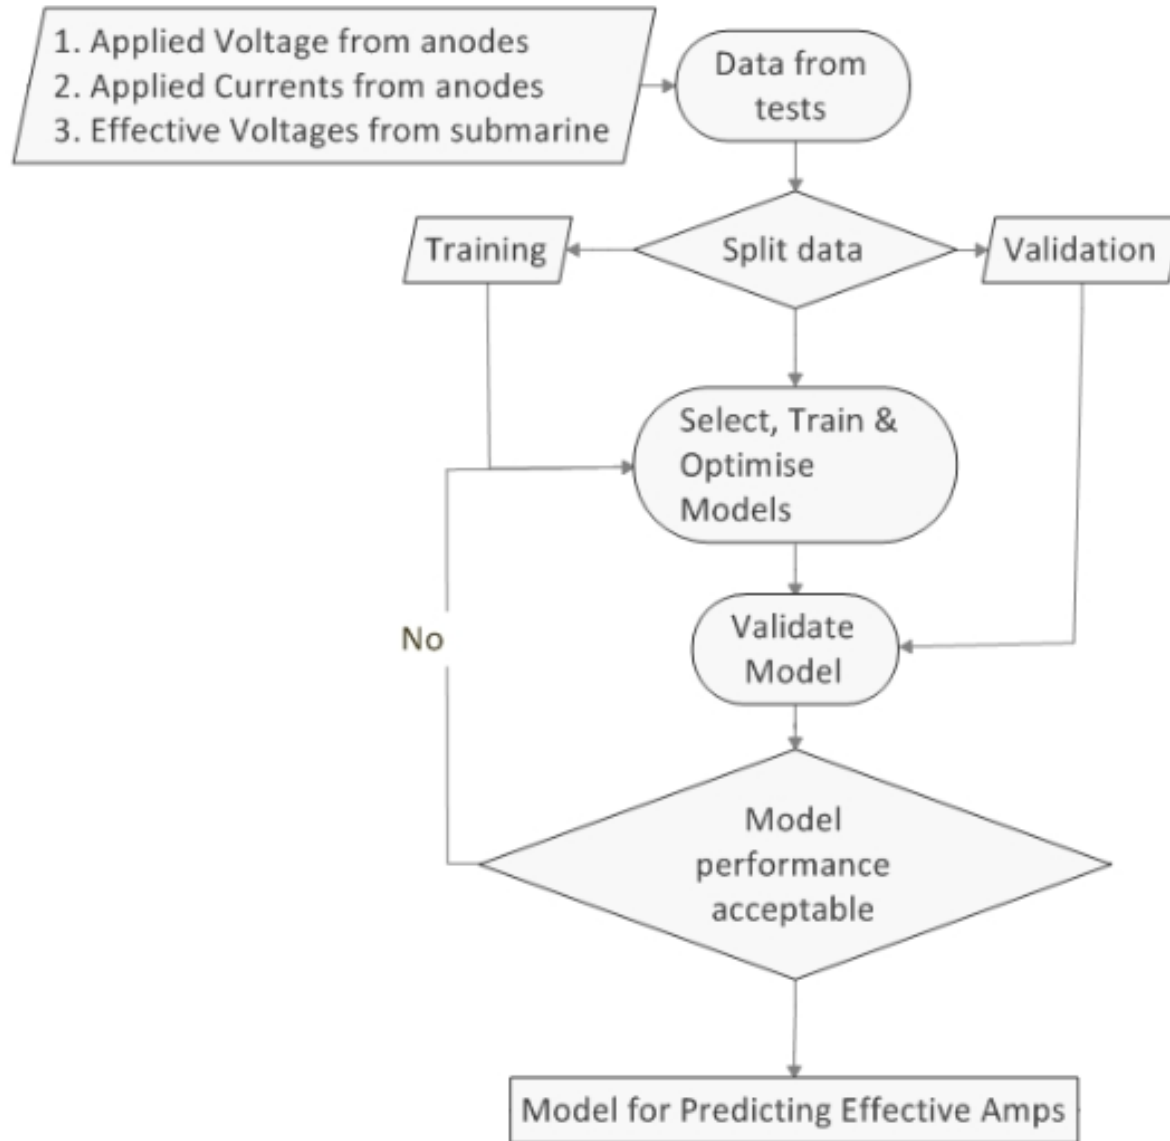 1. Applied Voltage from anodes
2. Applied Currents from anodes
3. Effective Voltages from submarine
Data from
tests
Training
Split data
Validation
Select, Train &
Optimise
Models
No
Validate
Model
Model
performance
acceptable
Model for Predicting Effective Amps